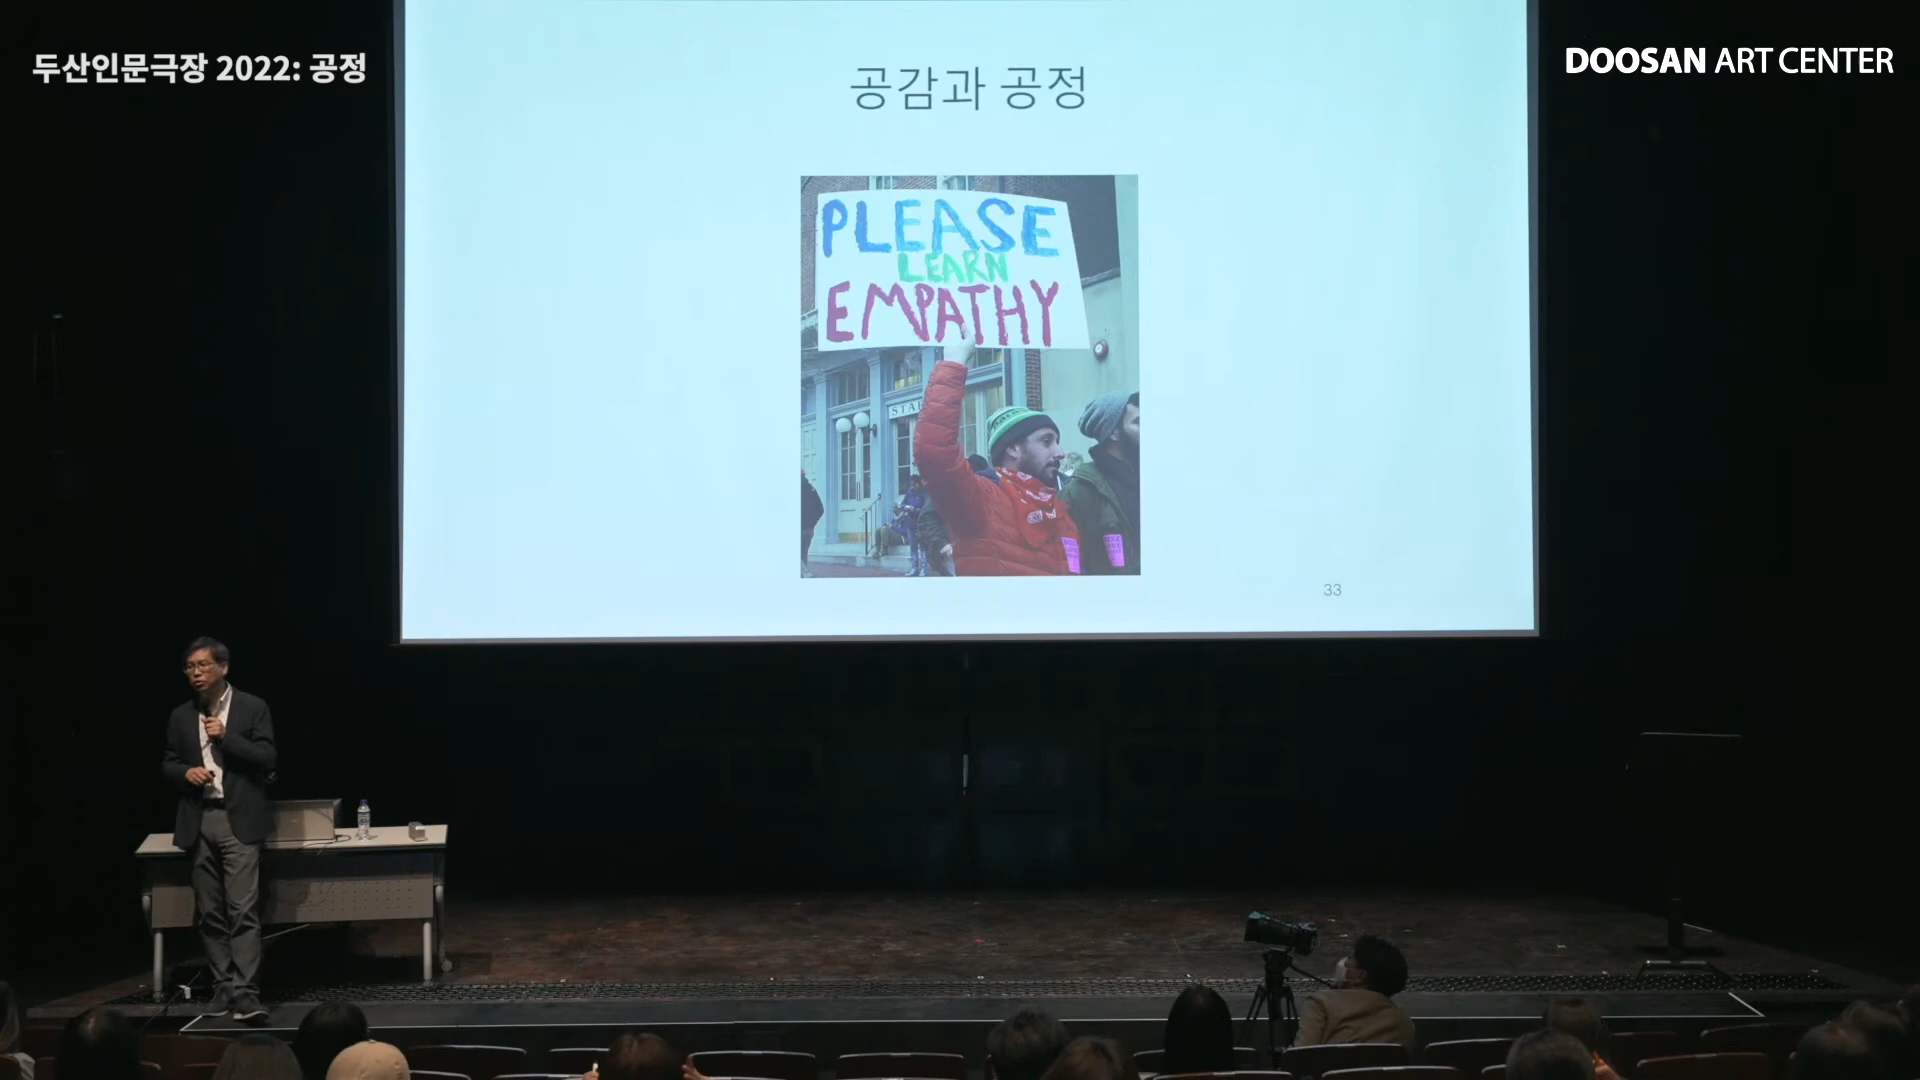 두산인문극장 2022: 공정
DOOSAN ART CENTER
공감과 공정
PLEASE
LEARN
EMPATHY
STAR
33